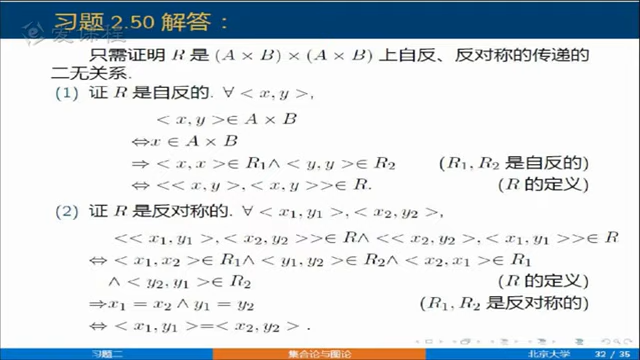 习题 2.50 解答：
爱课程
只需证明 R 是 (A × B) × (A × B) 上自反、反对称的传递的
二无关系.
(1) 证 R 是自反的. ∀ < x, y >,
< x, y >∈ A × B
⇔x ∈ A × B
⇒< x, x >∈ R₁∧ < y, y >∈ R₂ (R₁, R₂ 是自反的)
⇔ << x, y >, < x, y >>∈ R. (R 的定义)
(2) 证 R 是反对称的. ∀ < x₁, y₁ >, < x₂, y₂ >,
<< x₁, y₁ >, < x₂, y₂ >>∈ R∧ << x₂, y₂ >, < x₁, y₁ >>∈ R
⇔ < x₁, x₂ >∈ R₁∧ < y₁, y₂ >∈ R₂∧ < x₂, x₁ >∈ R₁
∧ < y₂, y₁ >∈ R₂ (R 的定义)
⇒x₁ = x₂ ∧ y₁ = y₂ (R₁, R₂ 是反对称的)
⇔ < x₁, y₁ >=< x₂, y₂ > .
习题二 集合论与图论 北京大学 32 / 35